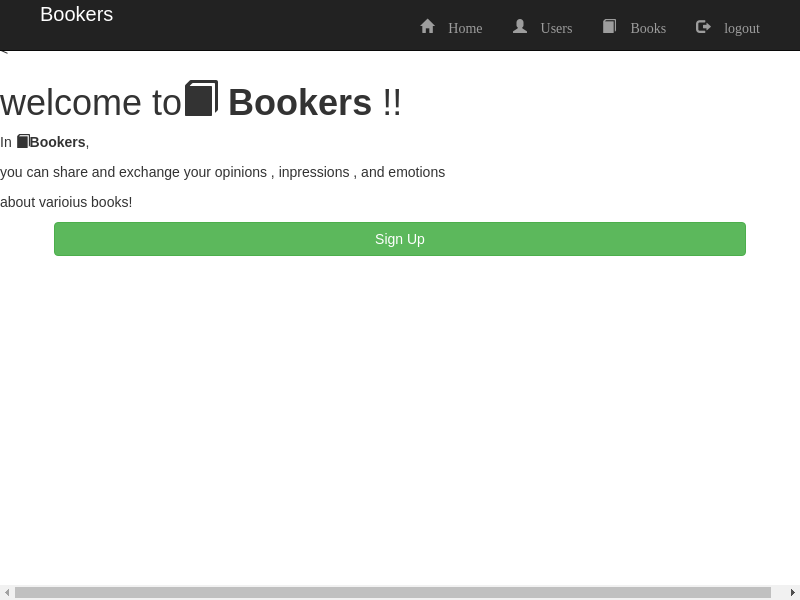 Bookers
Home Users Books logout
<
welcome to Bookers !!
In Bookers,
you can share and exchange your opinions , inpressions , and emotions
about varioius books!
Sign Up